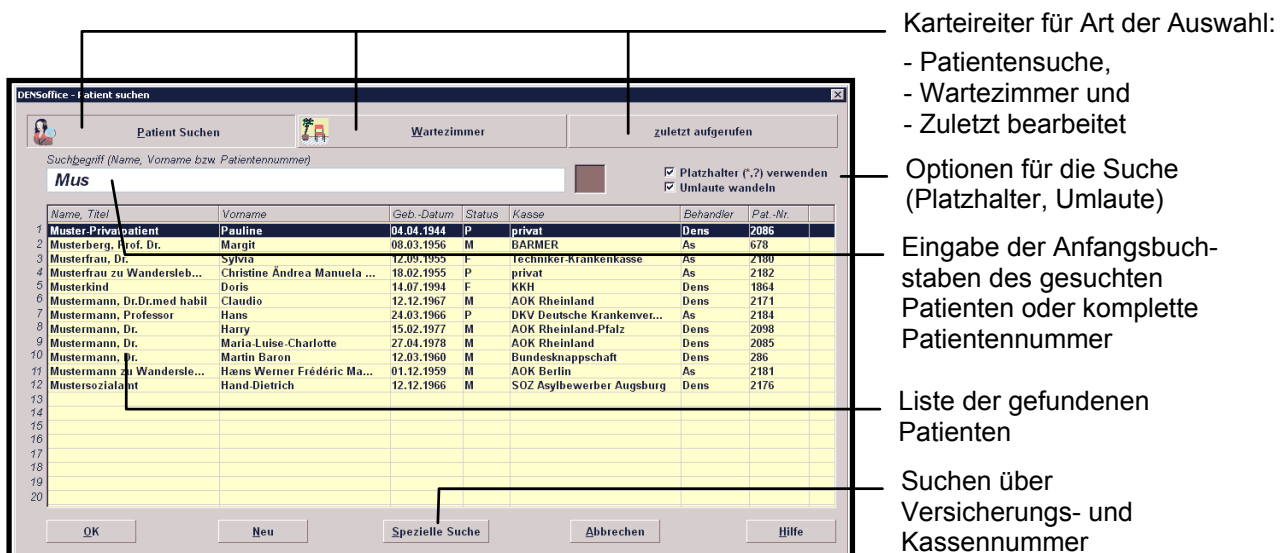 Karteireiter für Art der Auswahl:
- Patientensuche,
- Wartezimmer und
- Zuletzt bearbeitet
DENSoffice - Patient suchen
Patient Suchen Wartezimmer zuletzt aufgerufen
Suchbegriff (Name, Vorname bzw. Patientennummer)
Mus
Platzhalter (*,?) verwenden
Umlaute wandeln
Optionen für die Suche
(Platzhalter, Umlaute)
Name, Titel Vorname Geb.-Datum Status Kasse Behandler Pat.-Nr.
1 Muster-Privatpatient Pauline 04.04.1944 P privat Dens 2086
2 Musterberg, Prof. Dr. Margit 08.03.1956 M BARMER As 678
3 Musterfrau, Dr. Sylvia 12.09.1955 F Techniker-Krankenkasse As 2180
4 Musterfrau zu Wandersleb... Christine Ändrea Manuela ... 18.02.1955 P privat As 2182
5 Musterkind Doris 14.07.1994 F KKH Dens 1864
6 Mustermann, Dr.Dr.med habil Claudio 12.12.1967 M AOK Rheinland Dens 2171
7 Mustermann, Professor Hans 24.03.1966 P DKV Deutsche Krankenver... As 2184
8 Mustermann, Dr. Harry 15.02.1977 M AOK Rheinland-Pfalz Dens 2098
9 Mustermann, Dr. Maria-Luise-Charlotte 27.04.1978 M AOK Rheinland Dens 2085
10 Mustermann, Dr. Martin Baron 12.03.1960 M Bundesknappschaft Dens 286
11 Mustermann zu Wandersle... Hæns Werner Frédéric Ma... 01.12.1959 M AOK Berlin As 2181
12 Mustersozialamt Hand-Dietrich 12.12.1966 M SOZ Asylbewerber Augsburg Dens 2176
13
14
15
16
17
18
19
20
Eingabe der Anfangsbuch-
staben des gesuchten
Patienten oder komplette
Patientennummer
Liste der gefundenen
Patienten
Suchen über
Versicherungs- und
Kassennummer
OK Neu Spezielle Suche Abbrechen Hilfe